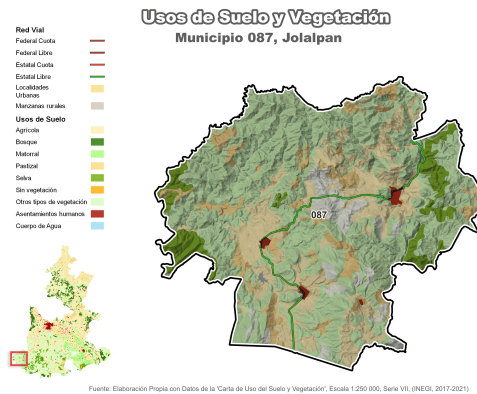 Usos de Suelo y Vegetación
Municipio 087, Jolalpan
Red Vial
Federal Cuota
Federal Libre
Estatal Cuota
Estatal Libre
Localidades
Urbanas
Manzanas rurales
Usos de Suelo
Agrícola
Bosque
Matorral
Pastizal
Selva
Sin vegetación
Otros tipos de vegetación
Asentamientos humanos
Cuerpo de Agua
087
Fuente: Elaboración Propia con Datos de la 'Carta de Uso del Suelo y Vegetación', Escala 1:250 000, Serie VII, (INEGI, 2017-2021)